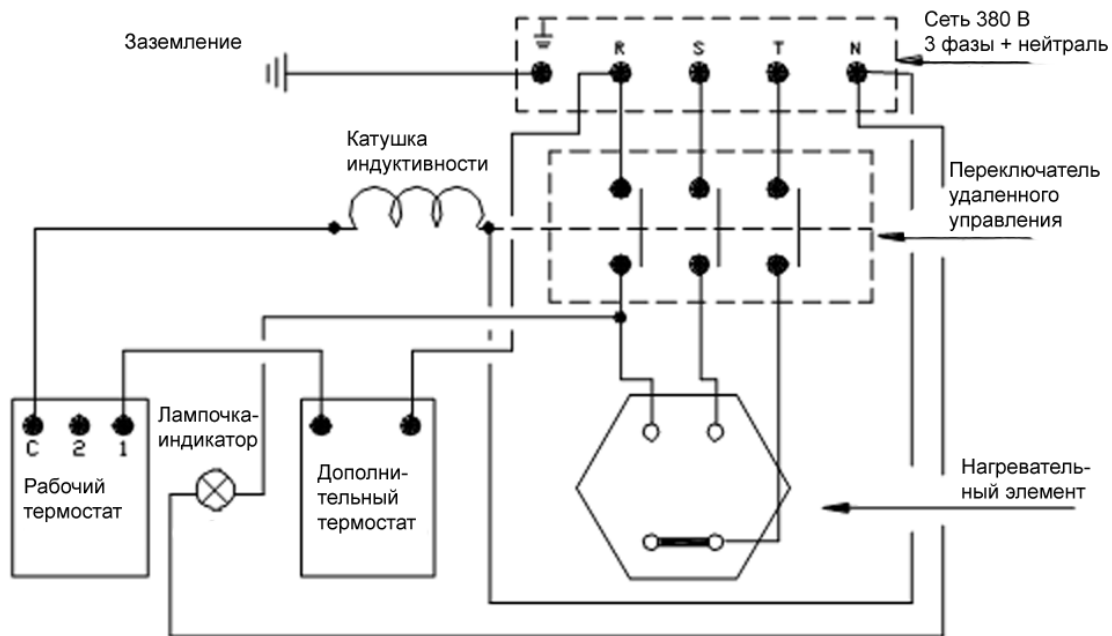 Сеть 380 В
3 фазы + нейтраль
Заземление
R S T N
Катушка
индуктивности
Переключатель
удаленного
управления
C 2 1
Рабочий
термостат
Лампочка-
индикатор
Дополни-
тельный
термостат
Нагреватель-
ный элемент